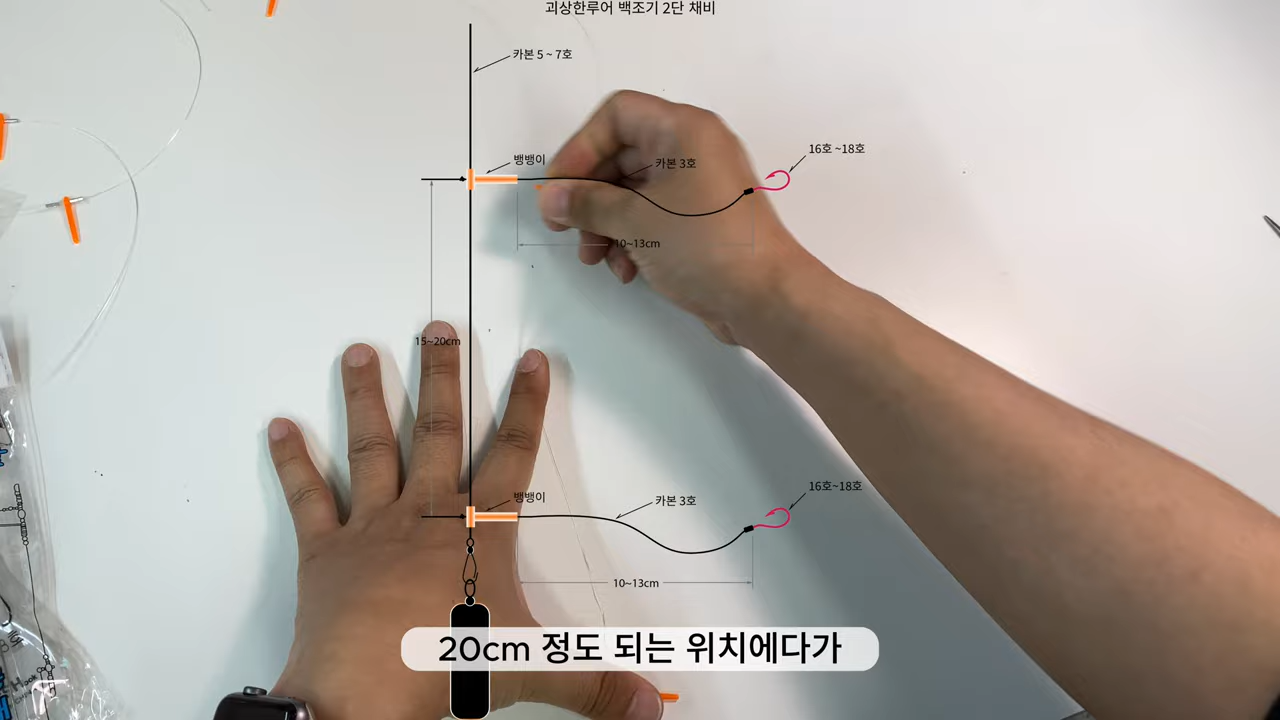 괴상한루어 백조기 2단 채비
카본 5 ~ 7호
뱅뱅이
카본 3호
16호 ~18호
10~13cm
15~20cm
뱅뱅이
카본 3호
16호~18호
10~13cm
20cm 정도 되는 위치에다가